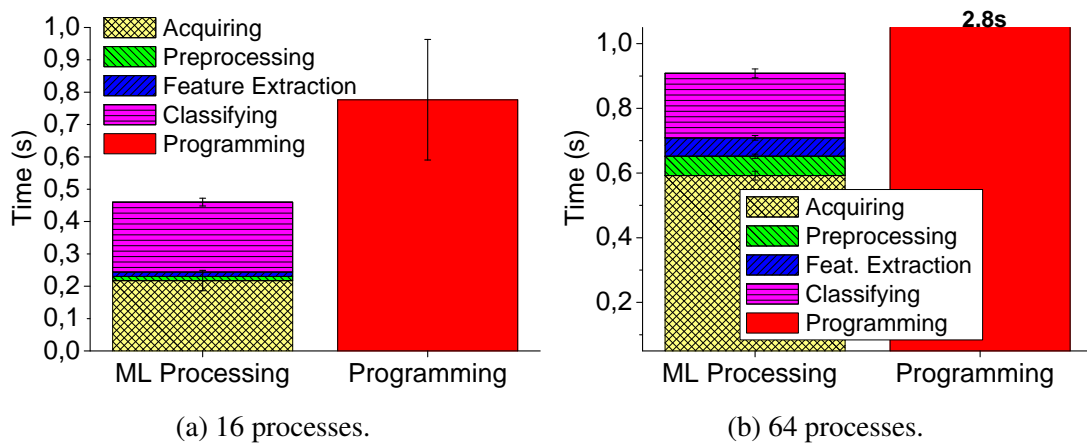 1,0
0,9
0,8
0,7
0,6
0,5
0,4
0,3
0,2
0,1
0,0
Time (s)
Acquiring
Preprocessing
Feature Extraction
Classifying
Programming
ML Processing
Programming
(a) 16 processes.
2.8s
1,0
0,8
0,6
0,4
0,2
Time (s)
Acquiring
Preprocessing
Feat. Extraction
Classifying
Programming
ML Processing
Programming
(b) 64 processes.